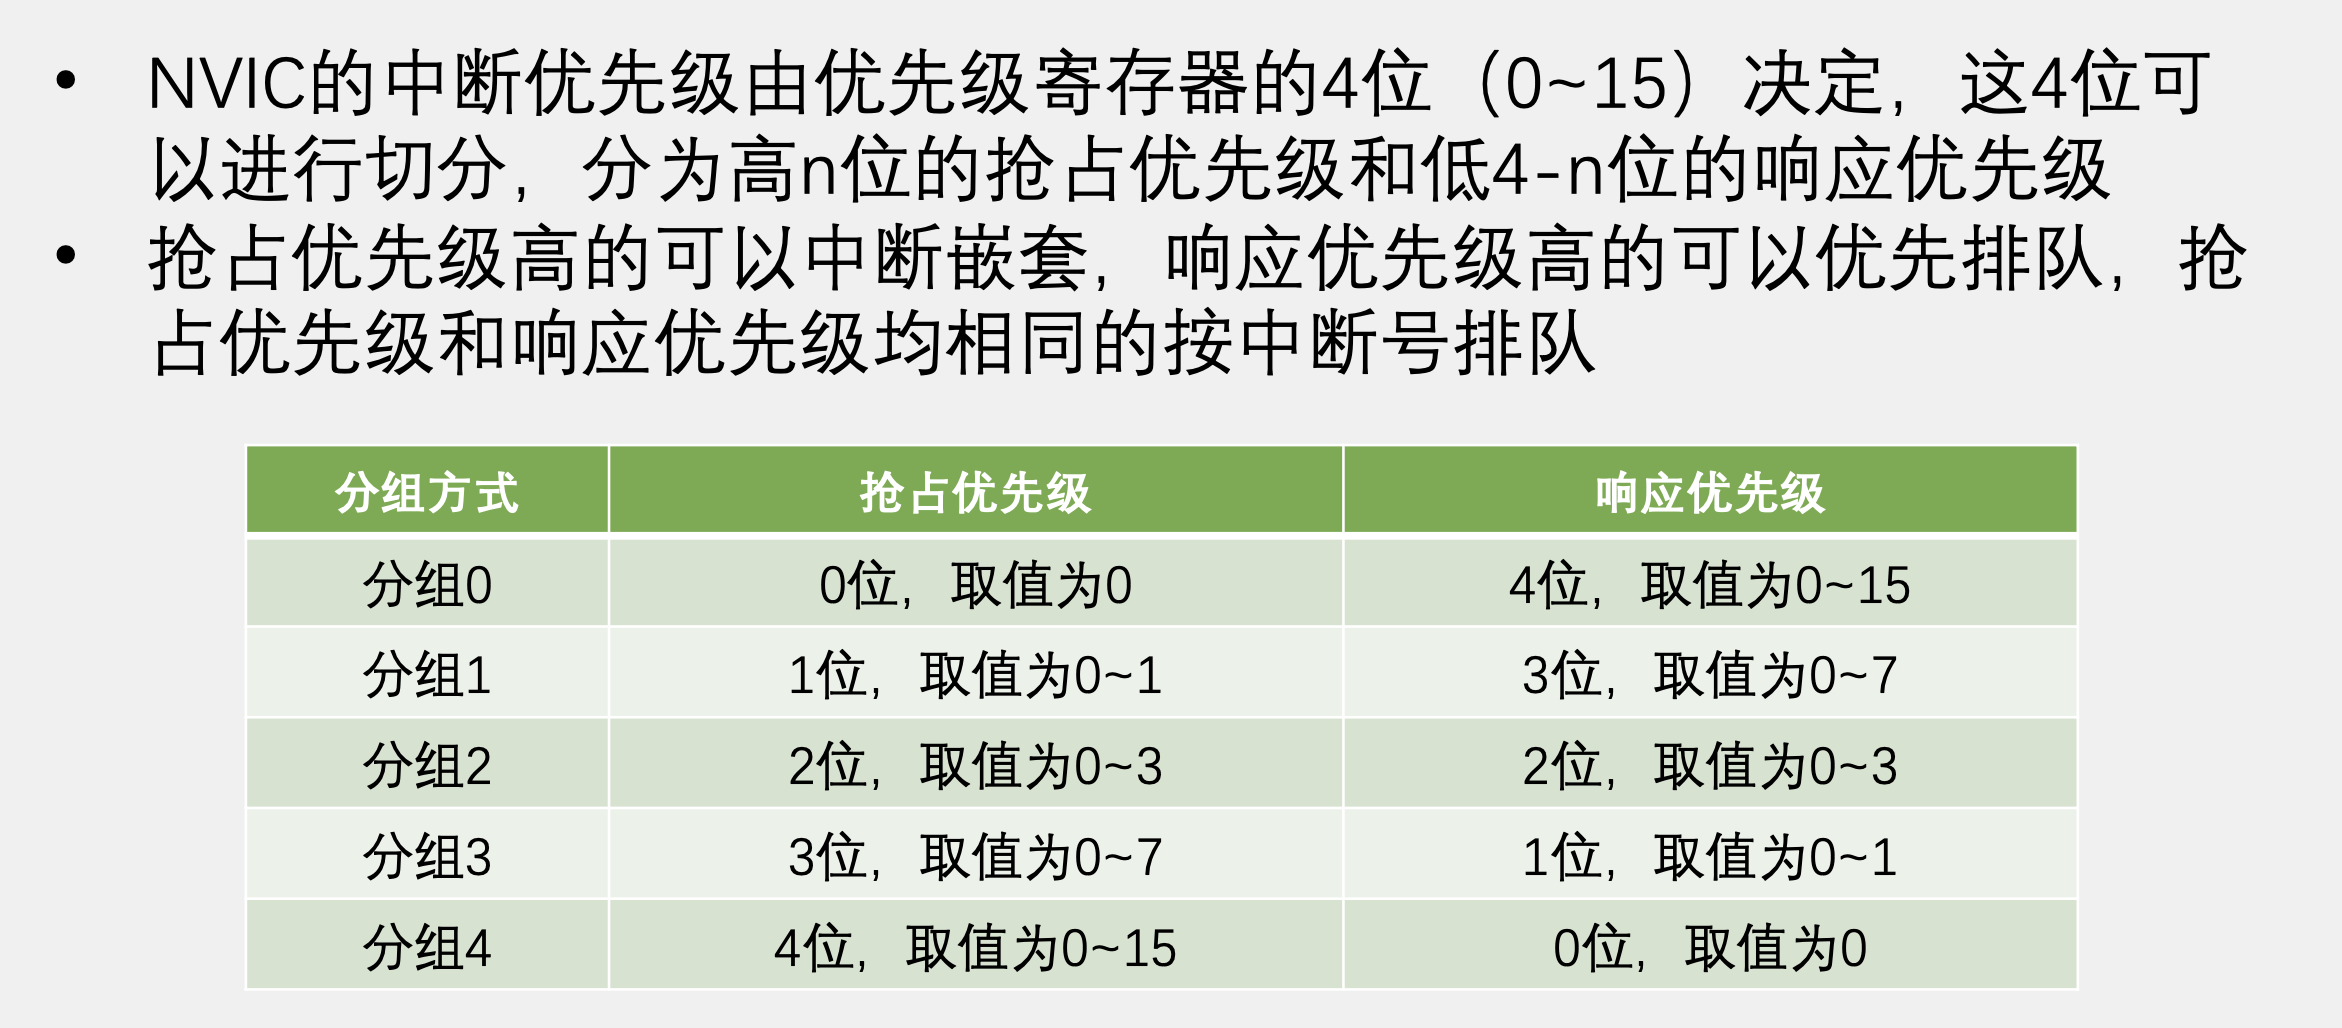 • NVIC的中断优先级由优先级寄存器的4位（0~15）决定，这4位可
以进行切分，分为高n位的抢占优先级和低4-n位的响应优先级
• 抢占优先级高的可以中断嵌套，响应优先级高的可以优先排队，抢
占优先级和响应优先级均相同的按中断号排队
分组方式 抢占优先级 响应优先级
分组0 0位，取值为0 4位，取值为0~15
分组1 1位，取值为0~1 3位，取值为0~7
分组2 2位，取值为0~3 2位，取值为0~3
分组3 3位，取值为0~7 1位，取值为0~1
分组4 4位，取值为0~15 0位，取值为0